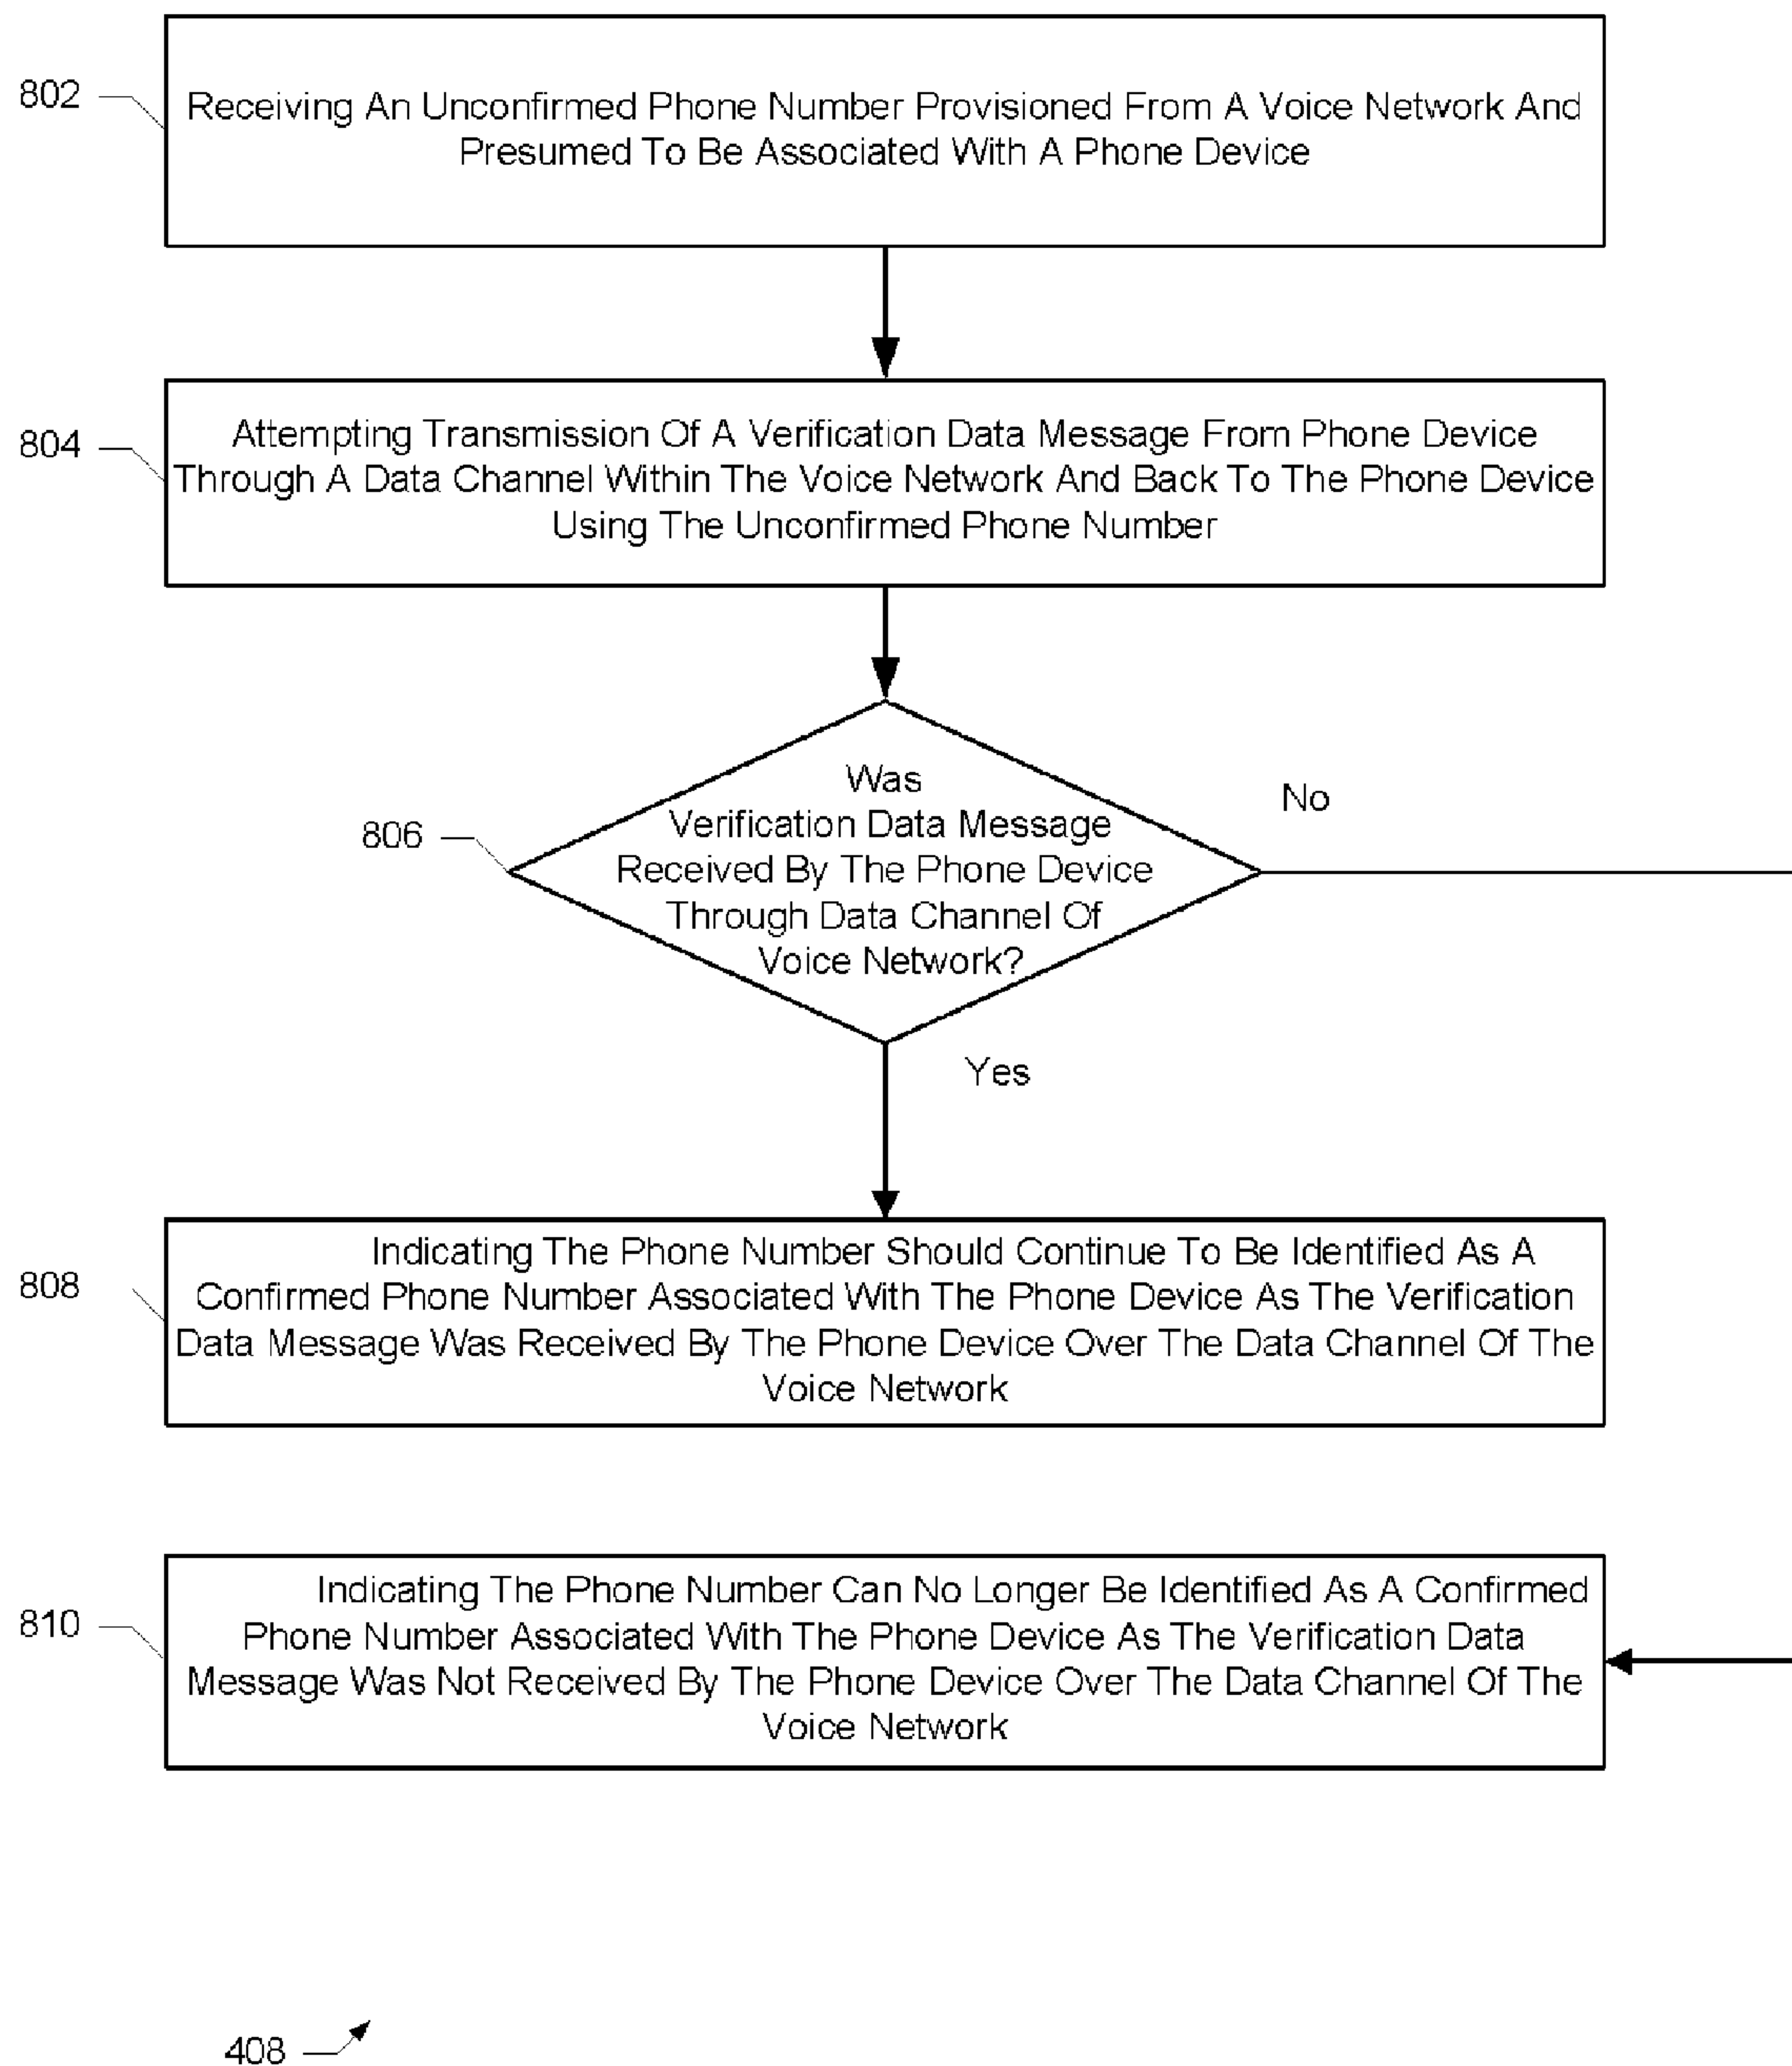 802
Receiving An Unconfirmed Phone Number Provisioned From A Voice Network And
Presumed To Be Associated With A Phone Device
804
Attempting Transmission Of A Verification Data Message From Phone Device
Through A Data Channel Within The Voice Network And Back To The Phone Device
Using The Unconfirmed Phone Number
806
Was
Verification Data Message
Received By The Phone Device
Through Data Channel Of
Voice Network?
No
Yes
808
Indicating The Phone Number Should Continue To Be Identified As A
Confirmed Phone Number Associated With The Phone Device As The Verification
Data Message Was Received By The Phone Device Over The Data Channel Of The
Voice Network
810
Indicating The Phone Number Can No Longer Be Identified As A Confirmed
Phone Number Associated With The Phone Device As The Verification Data
Message Was Not Received By The Phone Device Over The Data Channel Of The
Voice Network
408